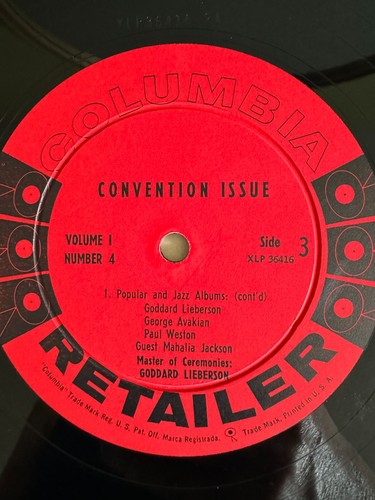 COLUMBIA
CONVENTION ISSUE
VOLUME I
NUMBER 4
Side 3
XLP 36416
1. Popular and Jazz Albums: (cont'd)
Goddard Lieberson
George Avakian
Paul Weston
Guest Mahalia Jackson
Master of Ceremonies:
GODDARD LIEBERSON
RETAILER
"Columbia" Trade Mark Reg. U. S. Pat. Off. Marca Registrada. Trade Mark. Printed in U. S. A.